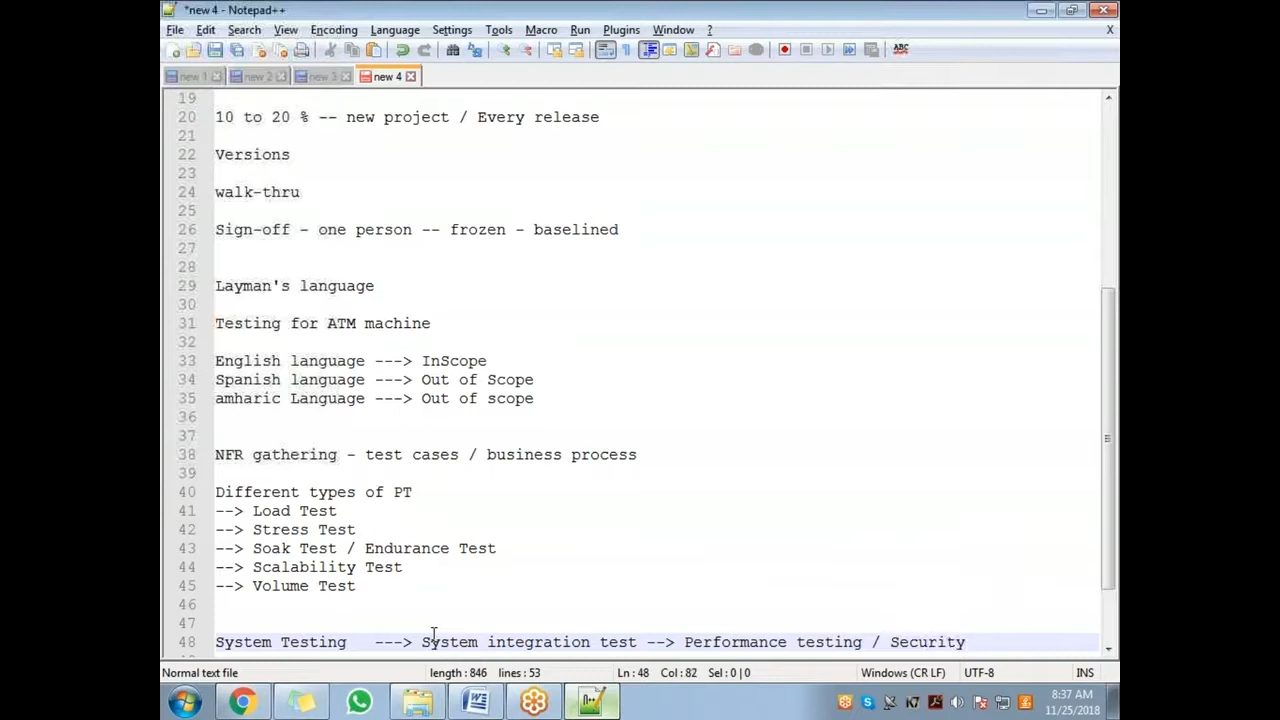 *new 4 - Notepad++
File Edit Search View Encoding Language Settings Tools Macro Run Plugins Window ? X
ABC
new 1 new 2 new 3 new 4
19
20 10 to 20 % -- new project / Every release
21
22 Versions
23
24 walk-thru
25
26 Sign-off - one person -- frozen - baselined
27
28
29 Layman's language
30
31 Testing for ATM machine
32
33 English language ---> InScope
34 Spanish language ---> Out of Scope
35 amharic Language ---> Out of scope
36
37
38 NFR gathering - test cases / business process
39
40 Different types of PT
41 --> Load Test
42 --> Stress Test
43 --> Soak Test / Endurance Test
44 --> Scalability Test
45 --> Volume Test
46
47
48 System Testing ---> System integration test --> Performance testing / Security
Normal text file length : 846 lines : 53 Ln : 48 Col : 82 Sel : 0 | 0 Windows (CR LF) UTF-8 INS
8:37 AM
11/25/2018